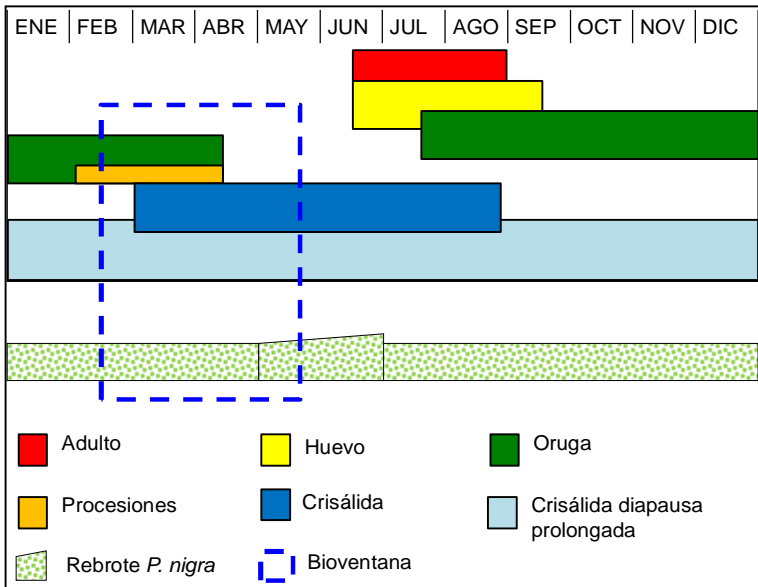 ENE FEB MAR ABR MAY JUN JUL AGO SEP OCT NOV DIC
Adulto Huevo Oruga
Procesiones Crisálida Crisálida diapausa
prolongada
Rebrote P. nigra Bioventana